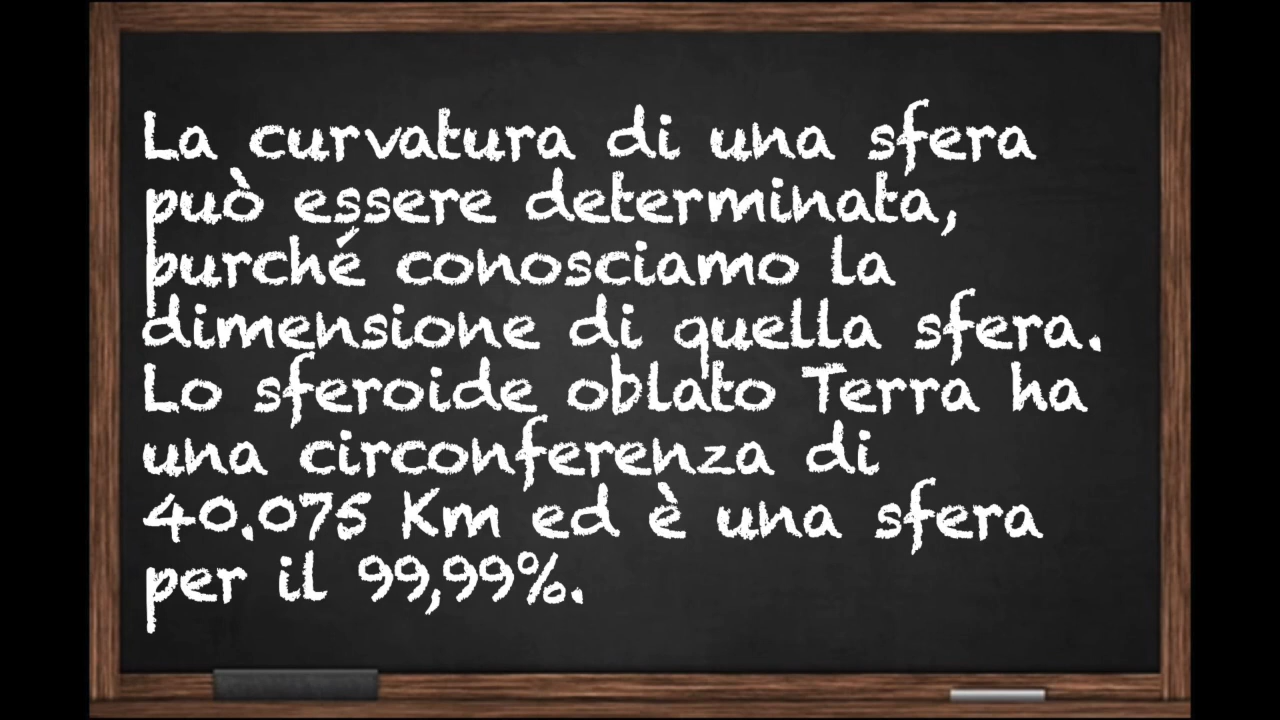 La curvatura di una sfera
può essere determinata,
purché conosciamo la
dimensione di quella sfera.
Lo sferoide oblato Terra ha
una circonferenza di
40.075 Km ed è una sfera
per il 99,99%.